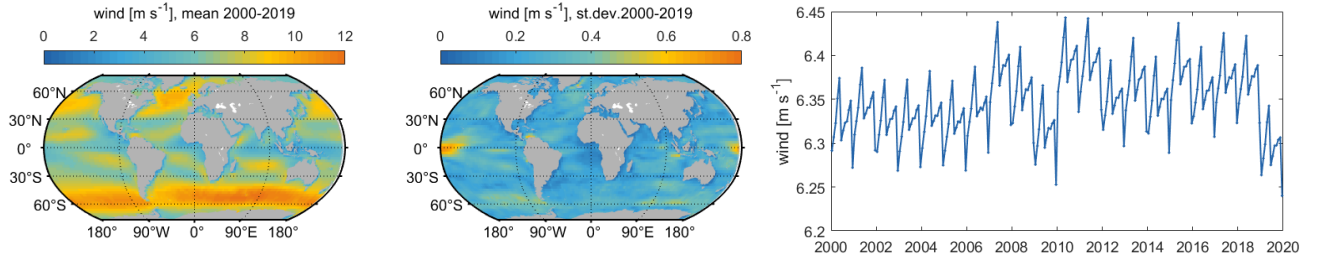 wind [m s⁻¹], mean 2000-2019
0 2 4 6 8 10 12
60°N
30°N
0°
30°S
60°S
180° 90°W 0° 90°E 180°
wind [m s⁻¹], st.dev.2000-2019
0 0.2 0.4 0.6 0.8
60°N
30°N
0°
30°S
60°S
180° 90°W 0° 90°E 180°
wind [m s⁻¹]
6.45
6.4
6.35
6.3
6.25
6.2
2000 2002 2004 2006 2008 2010 2012 2014 2016 2018 2020